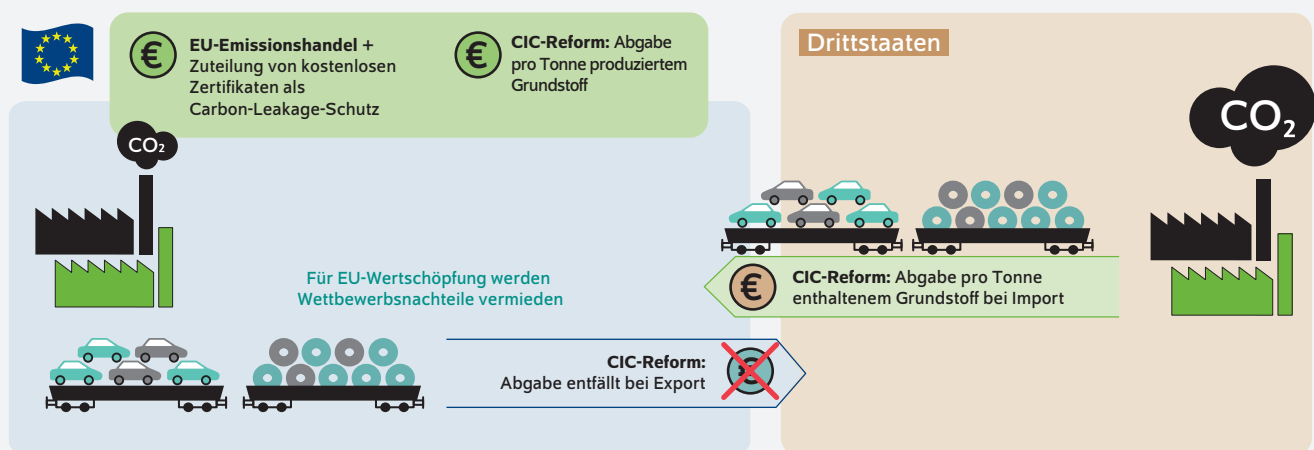 EU-Emissionshandel +
Zuteilung von kostenlosen
Zertifikaten als
Carbon-Leakage-Schutz
CIC-Reform: Abgabe
pro Tonne produziertem
Grundstoff
Drittstaaten
CO₂
CO₂
Für EU-Wertschöpfung werden
Wettbewerbsnachteile vermieden
CIC-Reform: Abgabe pro Tonne
enthaltenem Grundstoff bei Import
CIC-Reform:
Abgabe entfällt bei Export
€
€
€
€